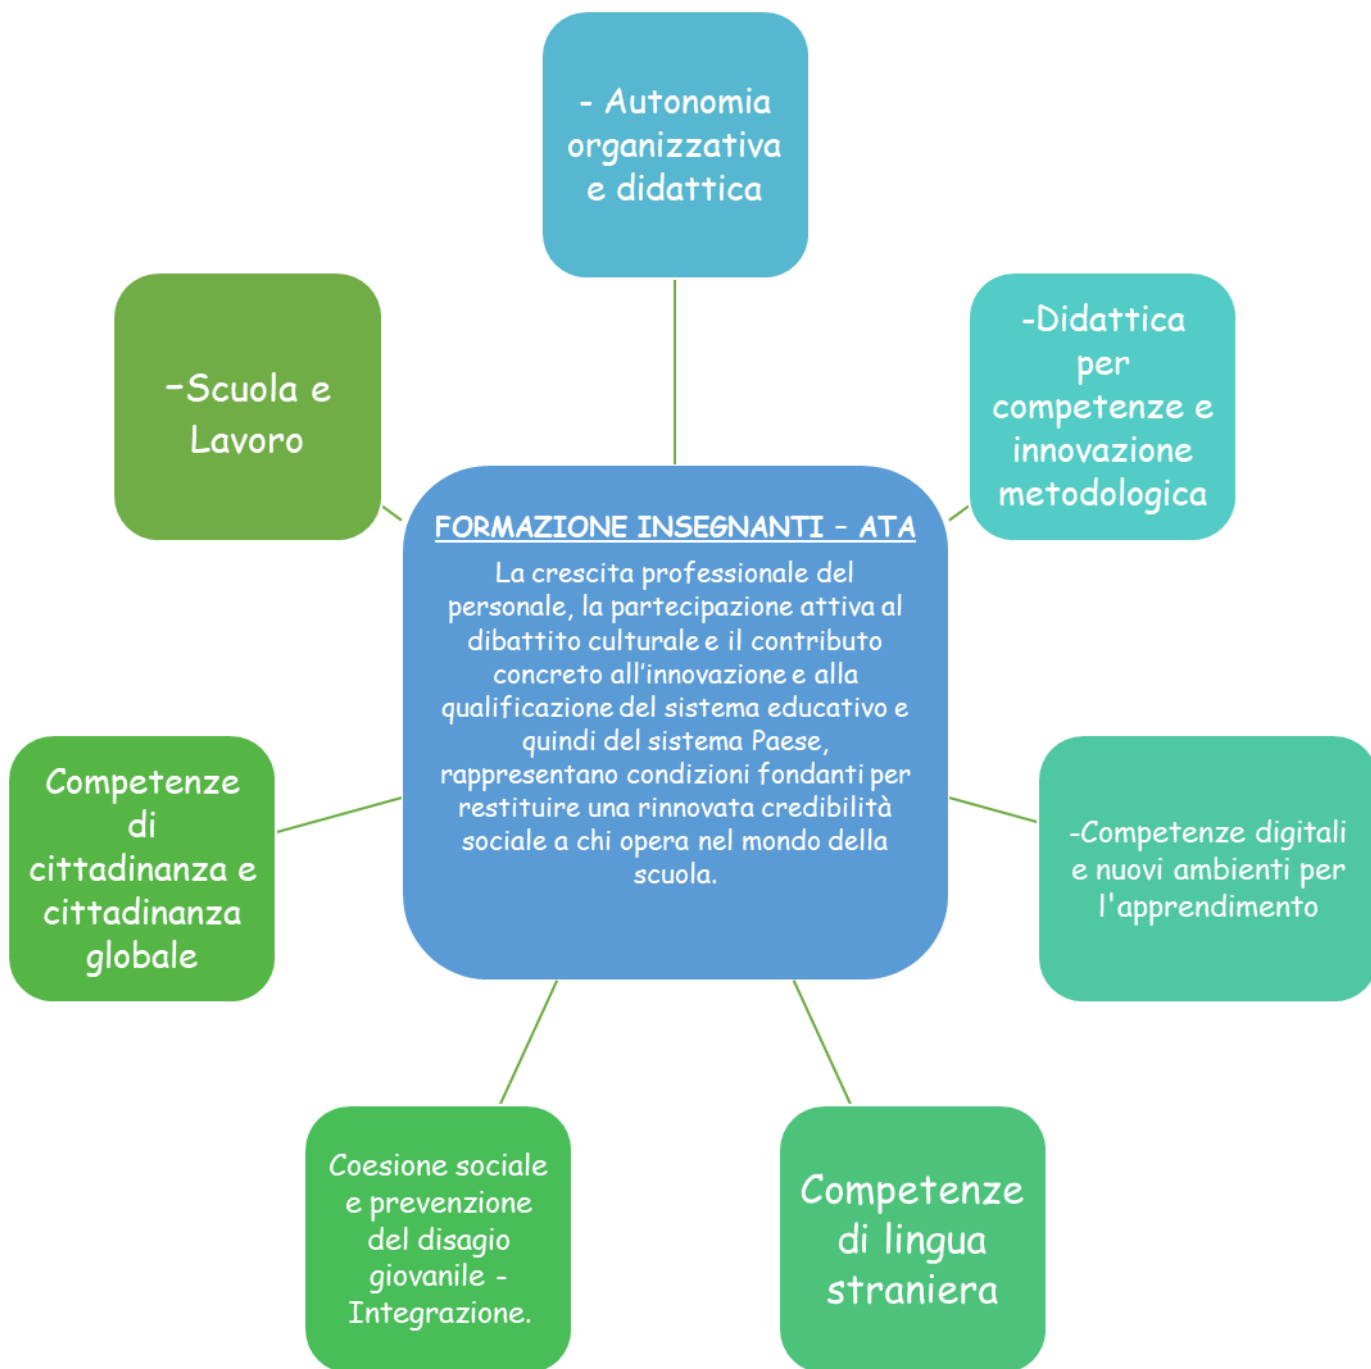 - Autonomia
organizzativa
e didattica
-Didattica
per
competenze e
innovazione
metodologica
-Competenze digitali
e nuovi ambienti per
l'apprendimento
Competenze
di lingua
straniera
Coesione sociale
e prevenzione
del disagio
giovanile -
Integrazione.
Competenze
di
cittadinanza e
cittadinanza
globale
-Scuola e
Lavoro
FORMAZIONE INSEGNANTI - ATA
La crescita professionale del
personale, la partecipazione attiva al
dibattito culturale e il contributo
concreto all’innovazione e alla
qualificazione del sistema educativo e
quindi del sistema Paese,
rappresentano condizioni fondanti per
restituire una rinnovata credibilità
sociale a chi opera nel mondo della
scuola.